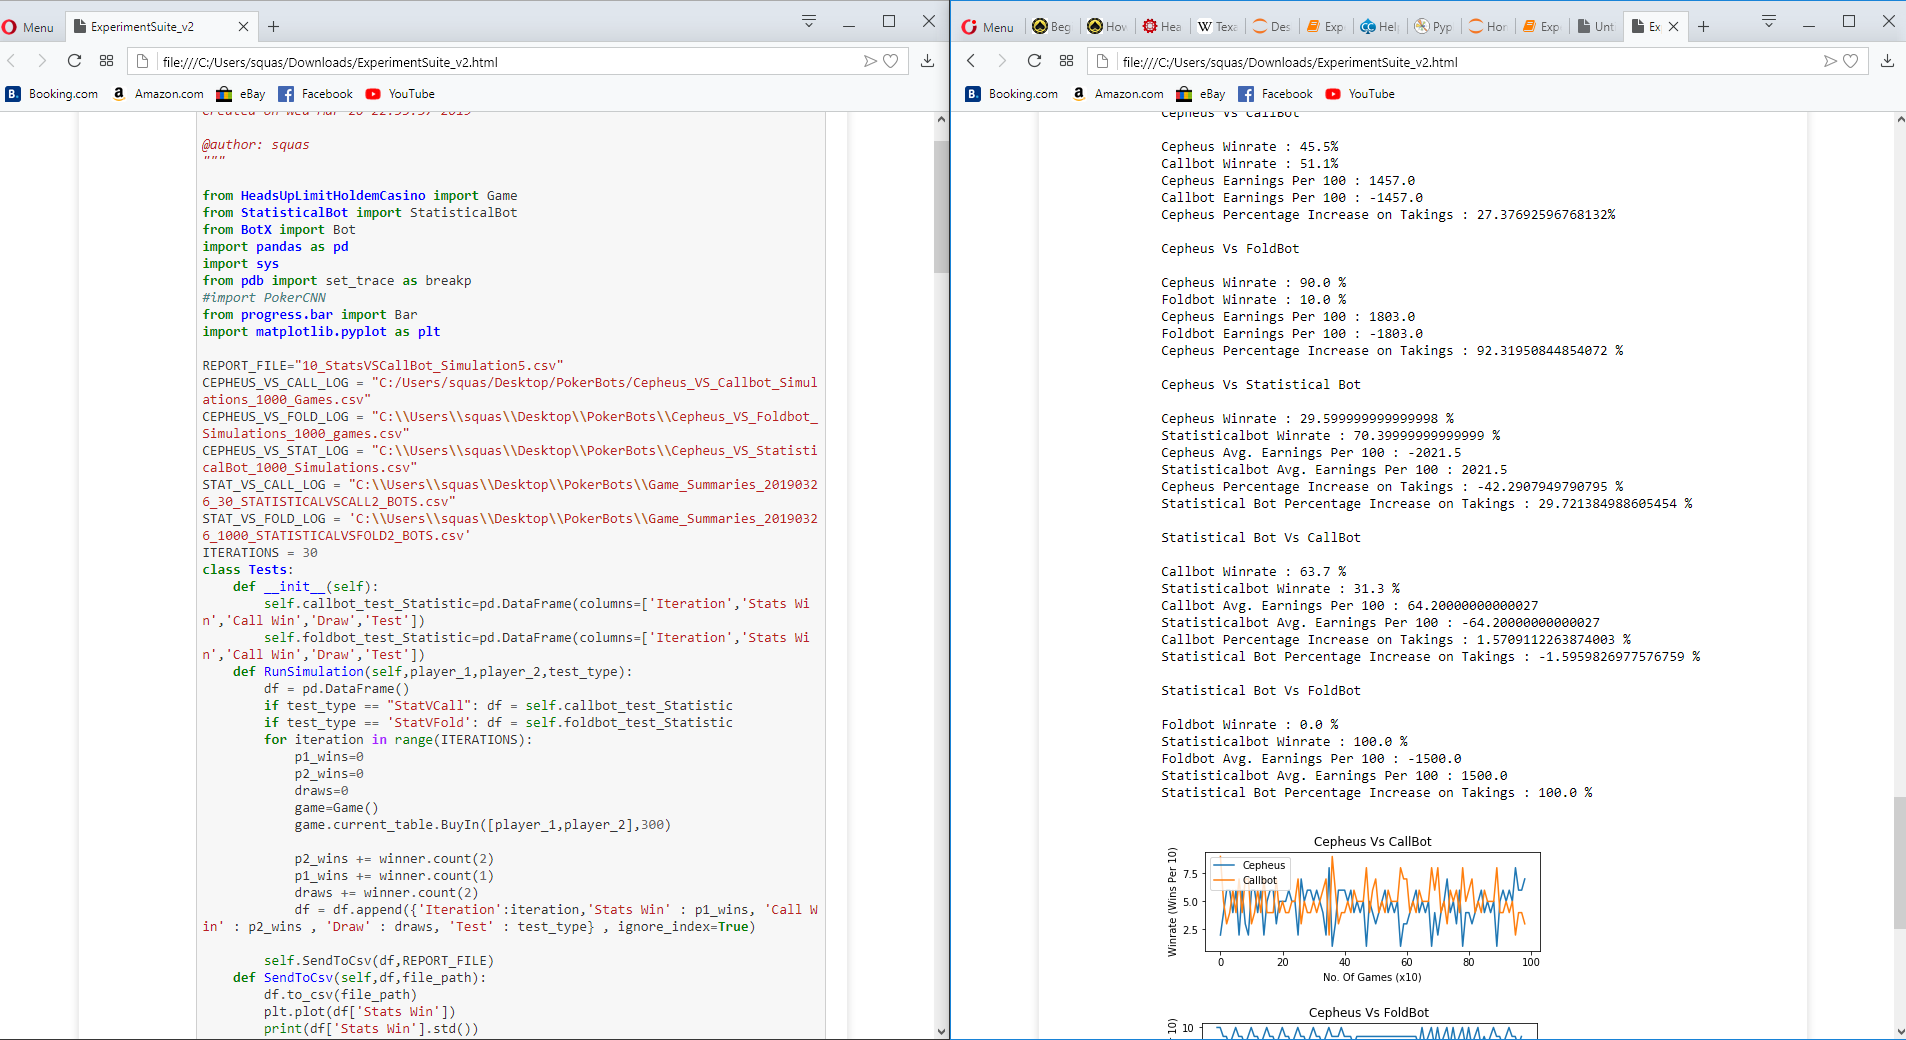 Menu
ExperimentSuite_v2
file:///C:/Users/squas/Downloads/ExperimentSuite_v2.html
B. Booking.com
a Amazon.com
eBay
Facebook
YouTube
@author: squas
"""
from HeadsUpLimitHoldemCasino import Game
from StatisticalBot import StatisticalBot
from BotX import Bot
import pandas as pd
import sys
from pdb import set_trace as breakp
#import PokerCNN
from progress.bar import Bar
import matplotlib.pyplot as plt
REPORT_FILE="10_StatsVSCallBot_Simulation5.csv"
CEPHEUS_VS_CALL_LOG = "C:/Users/squas/Desktop/PokerBots/Cepheus_VS_Callbot_Simul
ations_1000_Games.csv"
CEPHEUS_VS_FOLD_LOG = "C:\\Users\\squas\\Desktop\\PokerBots\\Cepheus_VS_Foldbot_
Simulations_1000_games.csv"
CEPHEUS_VS_STAT_LOG = "C:\\Users\\squas\\Desktop\\PokerBots\\Cepheus_VS_Statisti
calBot_1000_Simulations.csv"
STAT_VS_CALL_LOG = "C:\\Users\\squas\\Desktop\\PokerBots\\Game_Summaries_2019032
6_30_STATISTICALVSCALL2_BOTS.csv"
STAT_VS_FOLD_LOG = 'C:\\Users\\squas\\Desktop\\PokerBots\\Game_Summaries_2019032
6_1000_STATISTICALVSFOLD2_BOTS.csv'
ITERATIONS = 30
class Tests:
    def __init__(self):
        self.callbot_test_Statistic=pd.DataFrame(columns=['Iteration','Stats Wi
n','Call Win','Draw','Test'])
        self.foldbot_test_Statistic=pd.DataFrame(columns=['Iteration','Stats Wi
n','Call Win','Draw','Test'])
    def RunSimulation(self,player_1,player_2,test_type):
        df = pd.DataFrame()
        if test_type == "StatVCall": df = self.callbot_test_Statistic
        if test_type == 'StatVFold': df = self.foldbot_test_Statistic
        for iteration in range(ITERATIONS):
            p1_wins=0
            p2_wins=0
            draws=0
            game=Game()
            game.current_table.BuyIn([player_1,player_2],300)
            p2_wins += winner.count(2)
            p1_wins += winner.count(1)
            draws += winner.count(2)
            df = df.append({'Iteration':iteration,'Stats Win' : p1_wins, 'Call W
in' : p2_wins , 'Draw' : draws, 'Test' : test_type} , ignore_index=True)
        self.SendToCsv(df,REPORT_FILE)
    def SendToCsv(self,df,file_path):
        df.to_csv(file_path)
        plt.plot(df['Stats Win'])
        print(df['Stats Win'].std())
Menu
Beg
How
Hea
W Texa
Des
Exp
Help
Pyp
Hor
Exp
Unt
Ex
file:///C:/Users/squas/Downloads/ExperimentSuite_v2.html
B. Booking.com
a Amazon.com
eBay
Facebook
YouTube
Cepheus Vs CallBot
Cepheus Winrate : 45.5%
Callbot Winrate : 51.1%
Cepheus Earnings Per 100 : 1457.0
Callbot Earnings Per 100 : -1457.0
Cepheus Percentage Increase on Takings : 27.37692596768132%
Cepheus Vs FoldBot
Cepheus Winrate : 90.0 %
Foldbot Winrate : 10.0 %
Cepheus Earnings Per 100 : 1803.0
Foldbot Earnings Per 100 : -1803.0
Cepheus Percentage Increase on Takings : 92.31950844854072 %
Cepheus Vs Statistical Bot
Cepheus Winrate : 29.599999999999998 %
Statisticalbot Winrate : 70.39999999999999 %
Cepheus Avg. Earnings Per 100 : -2021.5
Statisticalbot Avg. Earnings Per 100 : 2021.5
Cepheus Percentage Increase on Takings : -42.2907949790795 %
Statistical Bot Percentage Increase on Takings : 29.721384988605454 %
Statistical Bot Vs CallBot
Callbot Winrate : 63.7 %
Statisticalbot Winrate : 31.3 %
Callbot Avg. Earnings Per 100 : 64.20000000000027
Statisticalbot Avg. Earnings Per 100 : -64.20000000000027
Callbot Percentage Increase on Takings : 1.5709112263874003 %
Statistical Bot Percentage Increase on Takings : -1.5959826977576759 %
Statistical Bot Vs FoldBot
Foldbot Winrate : 0.0 %
Statisticalbot Winrate : 100.0 %
Foldbot Avg. Earnings Per 100 : -1500.0
Statisticalbot Avg. Earnings Per 100 : 1500.0
Statistical Bot Percentage Increase on Takings : 100.0 %
Cepheus Vs CallBot
Winrate (Wins Per 10)
Cepheus
Callbot
7.5
5.0
2.5
0 20 40 60 80 100
No. Of Games (x10)
Cepheus Vs FoldBot
10